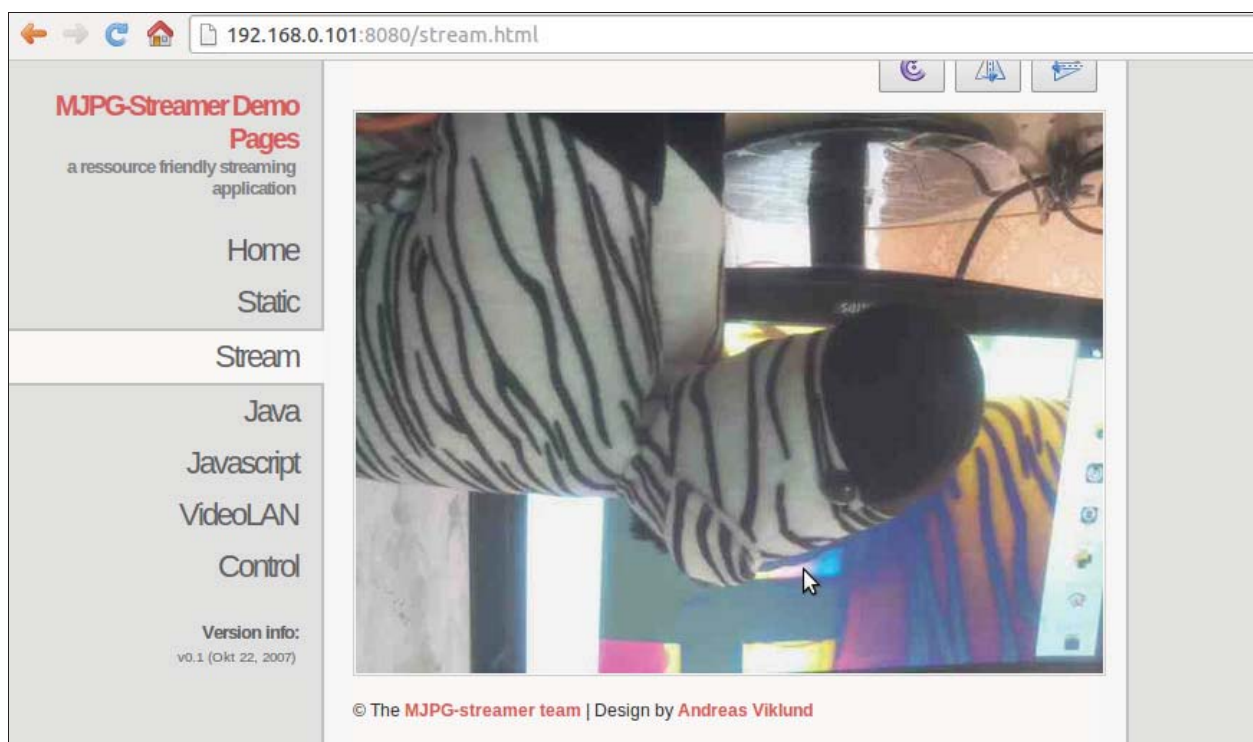 192.168.0.101:8080/stream.html
MJPG-Streamer Demo
Pages
a ressource friendly streaming
application
Home
Static
Stream
Java
Javascript
VideoLAN
Control
Version info:
v0.1 (Okt 22, 2007)
© The MJPG-streamer team | Design by Andreas Viklund